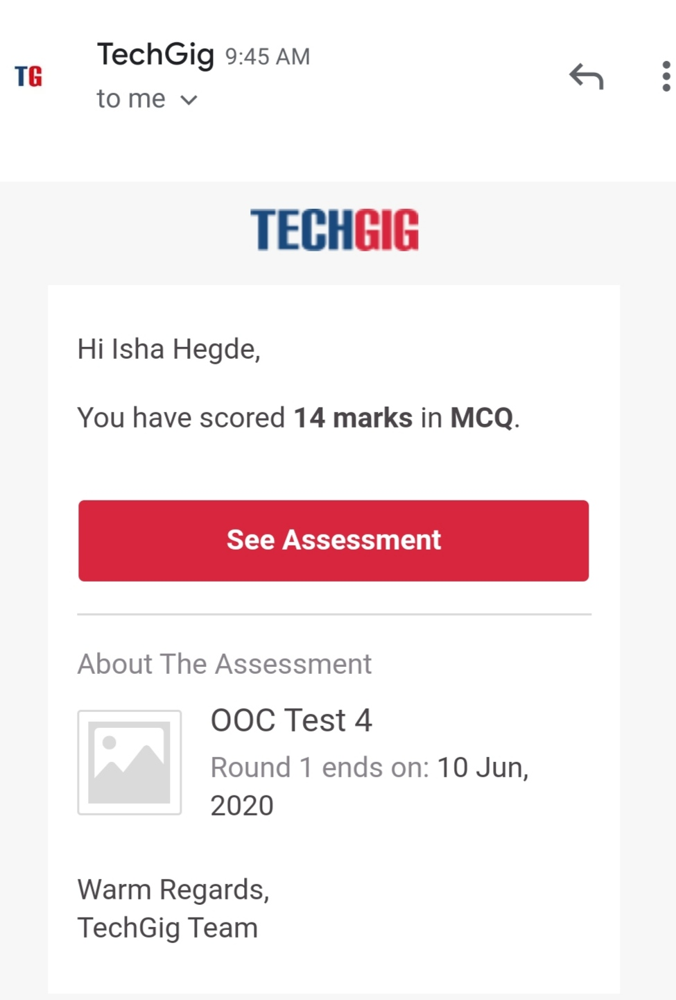 TechGig 9:45 AM
TG
to me
TECHGIG
Hi Isha Hegde,
You have scored 14 marks in MCQ.
See Assessment
About The Assessment
OOC Test 4
Round 1 ends on: 10 Jun,
2020
Warm Regards,
TechGig Team